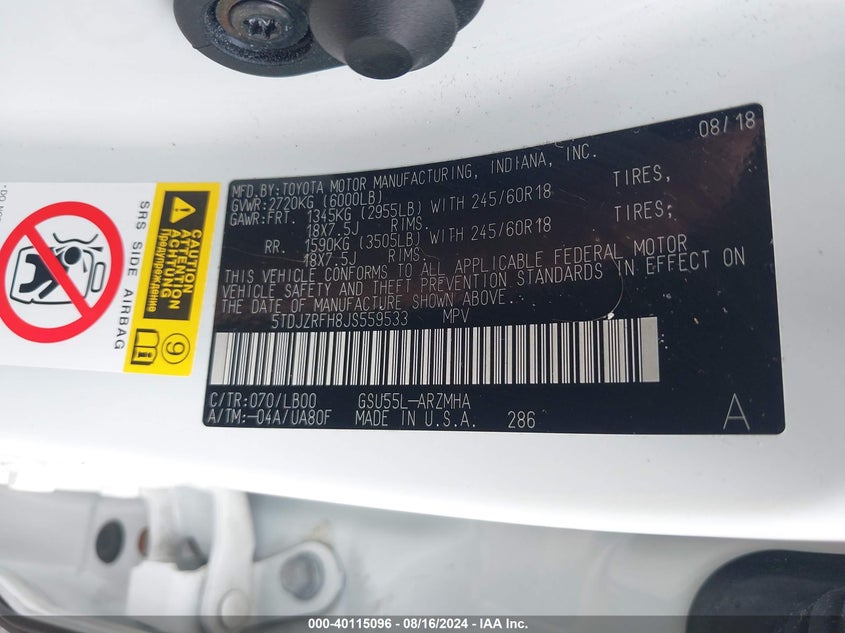 08/18
MFD.BY:TOYOTA MOTOR MANUFACTURING, INDIANA, INC.
GVWR:2720KG (6000LB)
GAWR:FRT. 1345KG (2955LB) WITH 245/60R18 TIRES,
18X7.5J RIMS.
RR. 1590KG (3505LB) WITH 245/60R18 TIRES;
18X7.5J RIMS.
THIS VEHICLE CONFORMS TO ALL APPLICABLE FEDERAL MOTOR
VEHICLE SAFETY AND THEFT PREVENTION STANDARDS IN EFFECT ON
THE DATE OF MANUFACTURE SHOWN ABOVE.
5TDJZRFH8JS559533 MPV
C/TR:070/LB00 GSU55L-ARZMHA
A/TM:-04A/UA80F MADE IN U.S.A. 286 A
SRS SIDE AIRBAG
CAUTION
ATTENTION
ACHTUNG
Предупреждение
9
000-40115096 - 08/16/2024 - IAA Inc.